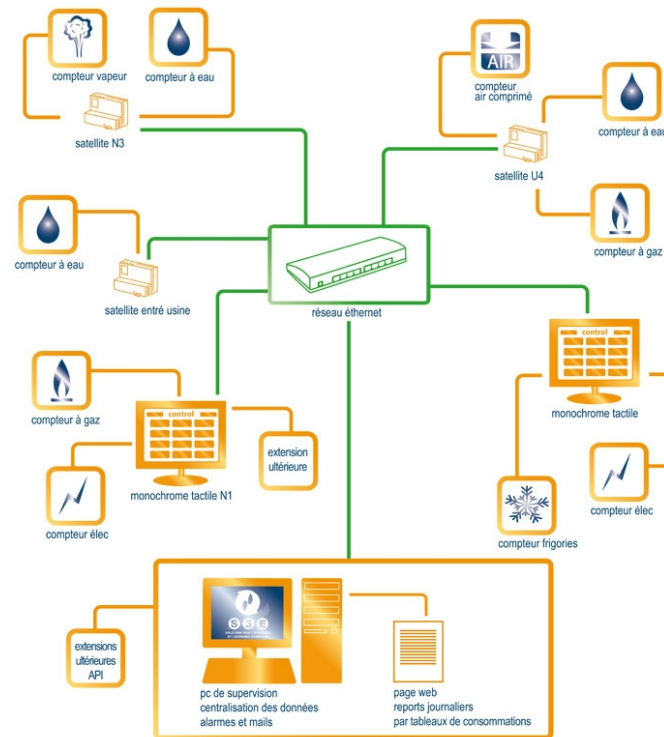 compteur vapeur
compteur à eau
satellite N3
AIR
compteur
air comprimé
compteur à eau
satellite U4
compteur à gaz
compteur à eau
satellite entré usine
réseau éthernet
control
monochrome tactile
compteur à gaz
control
extension
ultérieure
monochrome tactile N1
compteur élec
compteur frigories
compteur élec
S3E
extensions
ultérieures
API
pc de supervision
centralisation des données
alarmes et mails
page web
reports journaliers
par tableaux de consommations